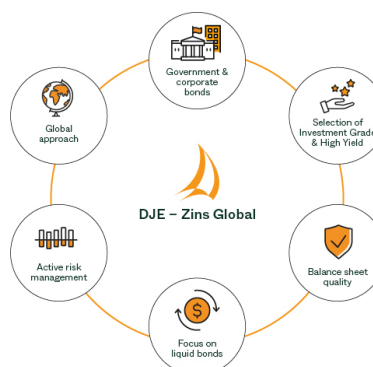 Government &
corporate
bonds
Selection of
Investment Grade
& High Yield
Balance sheet
quality
Focus on
liquid bonds
$
Active risk
management
Global
approach
DJE – Zins Global